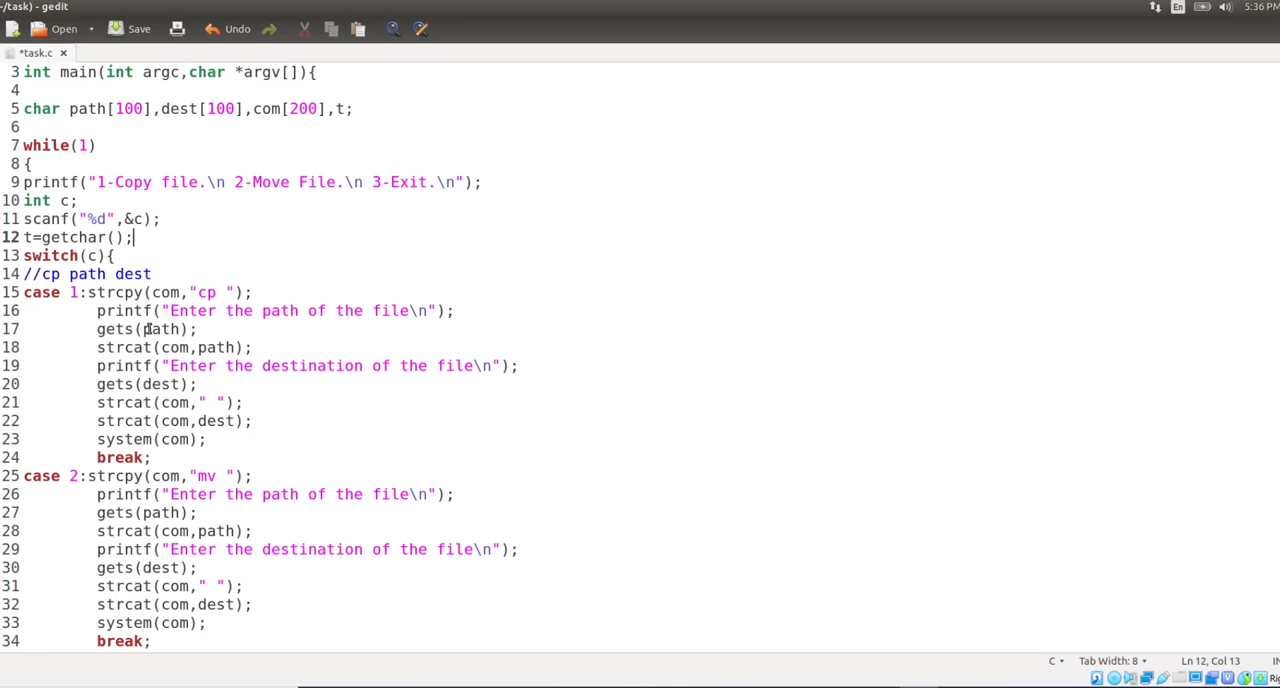 ~/task) - gedit
En
5:36 PM
Open
Save
Undo
*task.c
3 int main(int argc,char *argv[]){
4
5 char path[100],dest[100],com[200],t;
6
7 while(1)
8 {
9 printf("1-Copy file.\n 2-Move File.\n 3-Exit.\n");
10 int c;
11 scanf("%d",&c);
12 t=getchar();
13 switch(c){
14 //cp path dest
15 case 1:strcpy(com,"cp ");
16 printf("Enter the path of the file\n");
17 gets(path);
18 strcat(com,path);
19 printf("Enter the destination of the file\n");
20 gets(dest);
21 strcat(com," ");
22 strcat(com,dest);
23 system(com);
24 break;
25 case 2:strcpy(com,"mv ");
26 printf("Enter the path of the file\n");
27 gets(path);
28 strcat(com,path);
29 printf("Enter the destination of the file\n");
30 gets(dest);
31 strcat(com," ");
32 strcat(com,dest);
33 system(com);
34 break;
C
Tab Width: 8
Ln 12, Col 13
IN
Ri